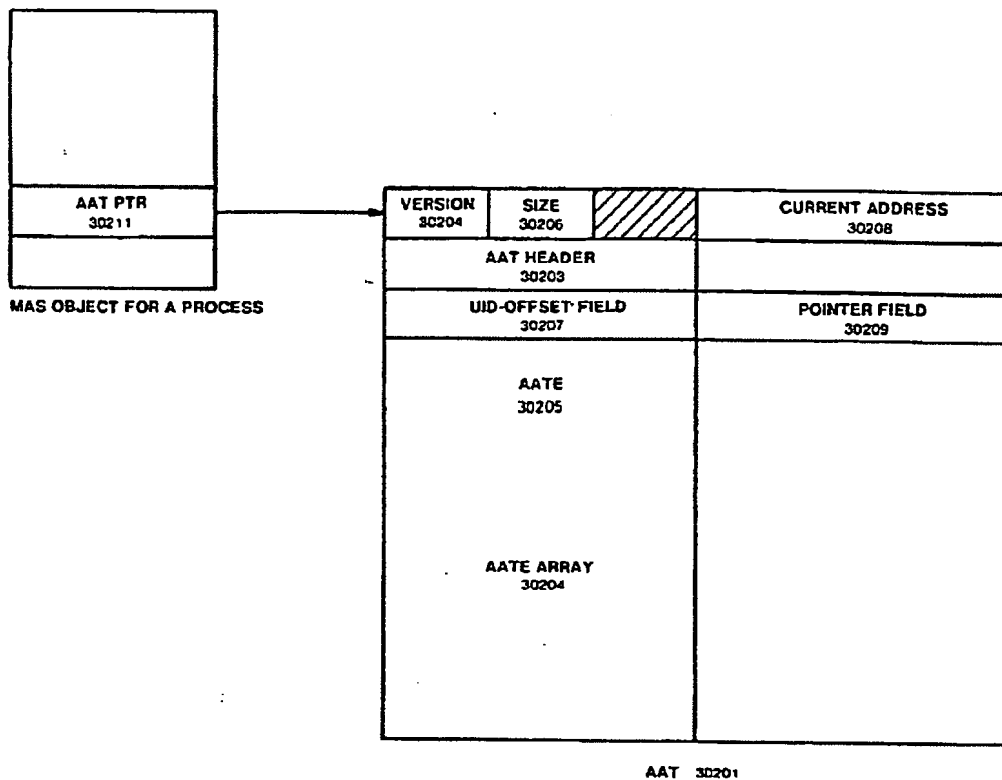 AAT PTR
30211
MAS OBJECT FOR A PROCESS
VERSION
30204
SIZE
30206
CURRENT ADDRESS
30208
AAT HEADER
30203
UID-OFFSET FIELD
30207
POINTER FIELD
30209
AATE
30205
AATE ARRAY
30204
AAT 30201